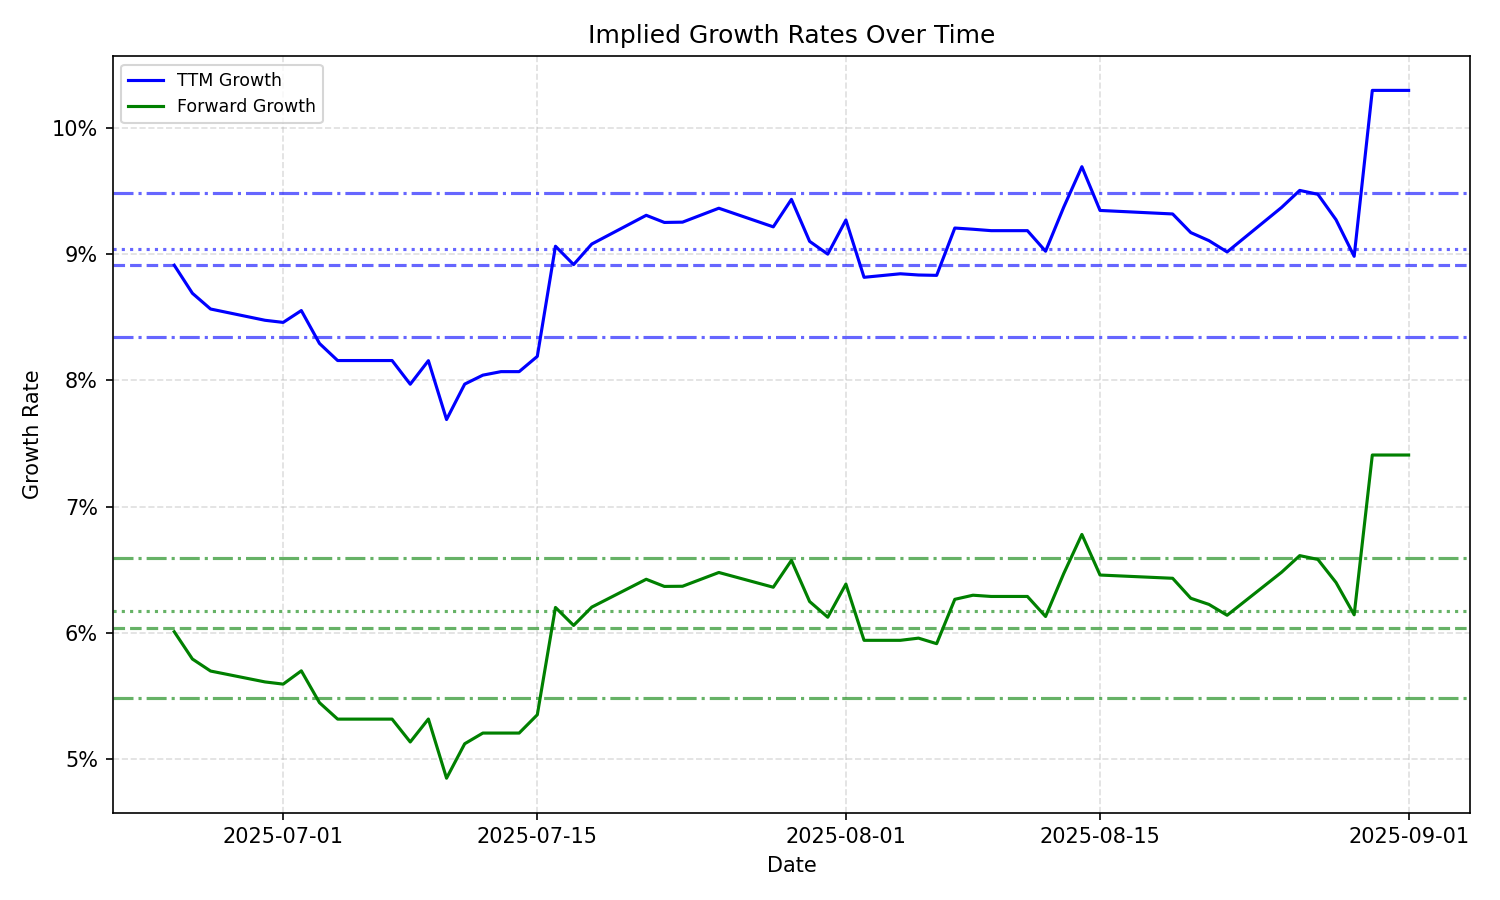 Implied Growth Rates Over Time
TTM Growth
Forward Growth
10%
9%
8%
7%
6%
5%
Growth Rate
2025-07-01
2025-07-15
2025-08-01
2025-08-15
2025-09-01
Date